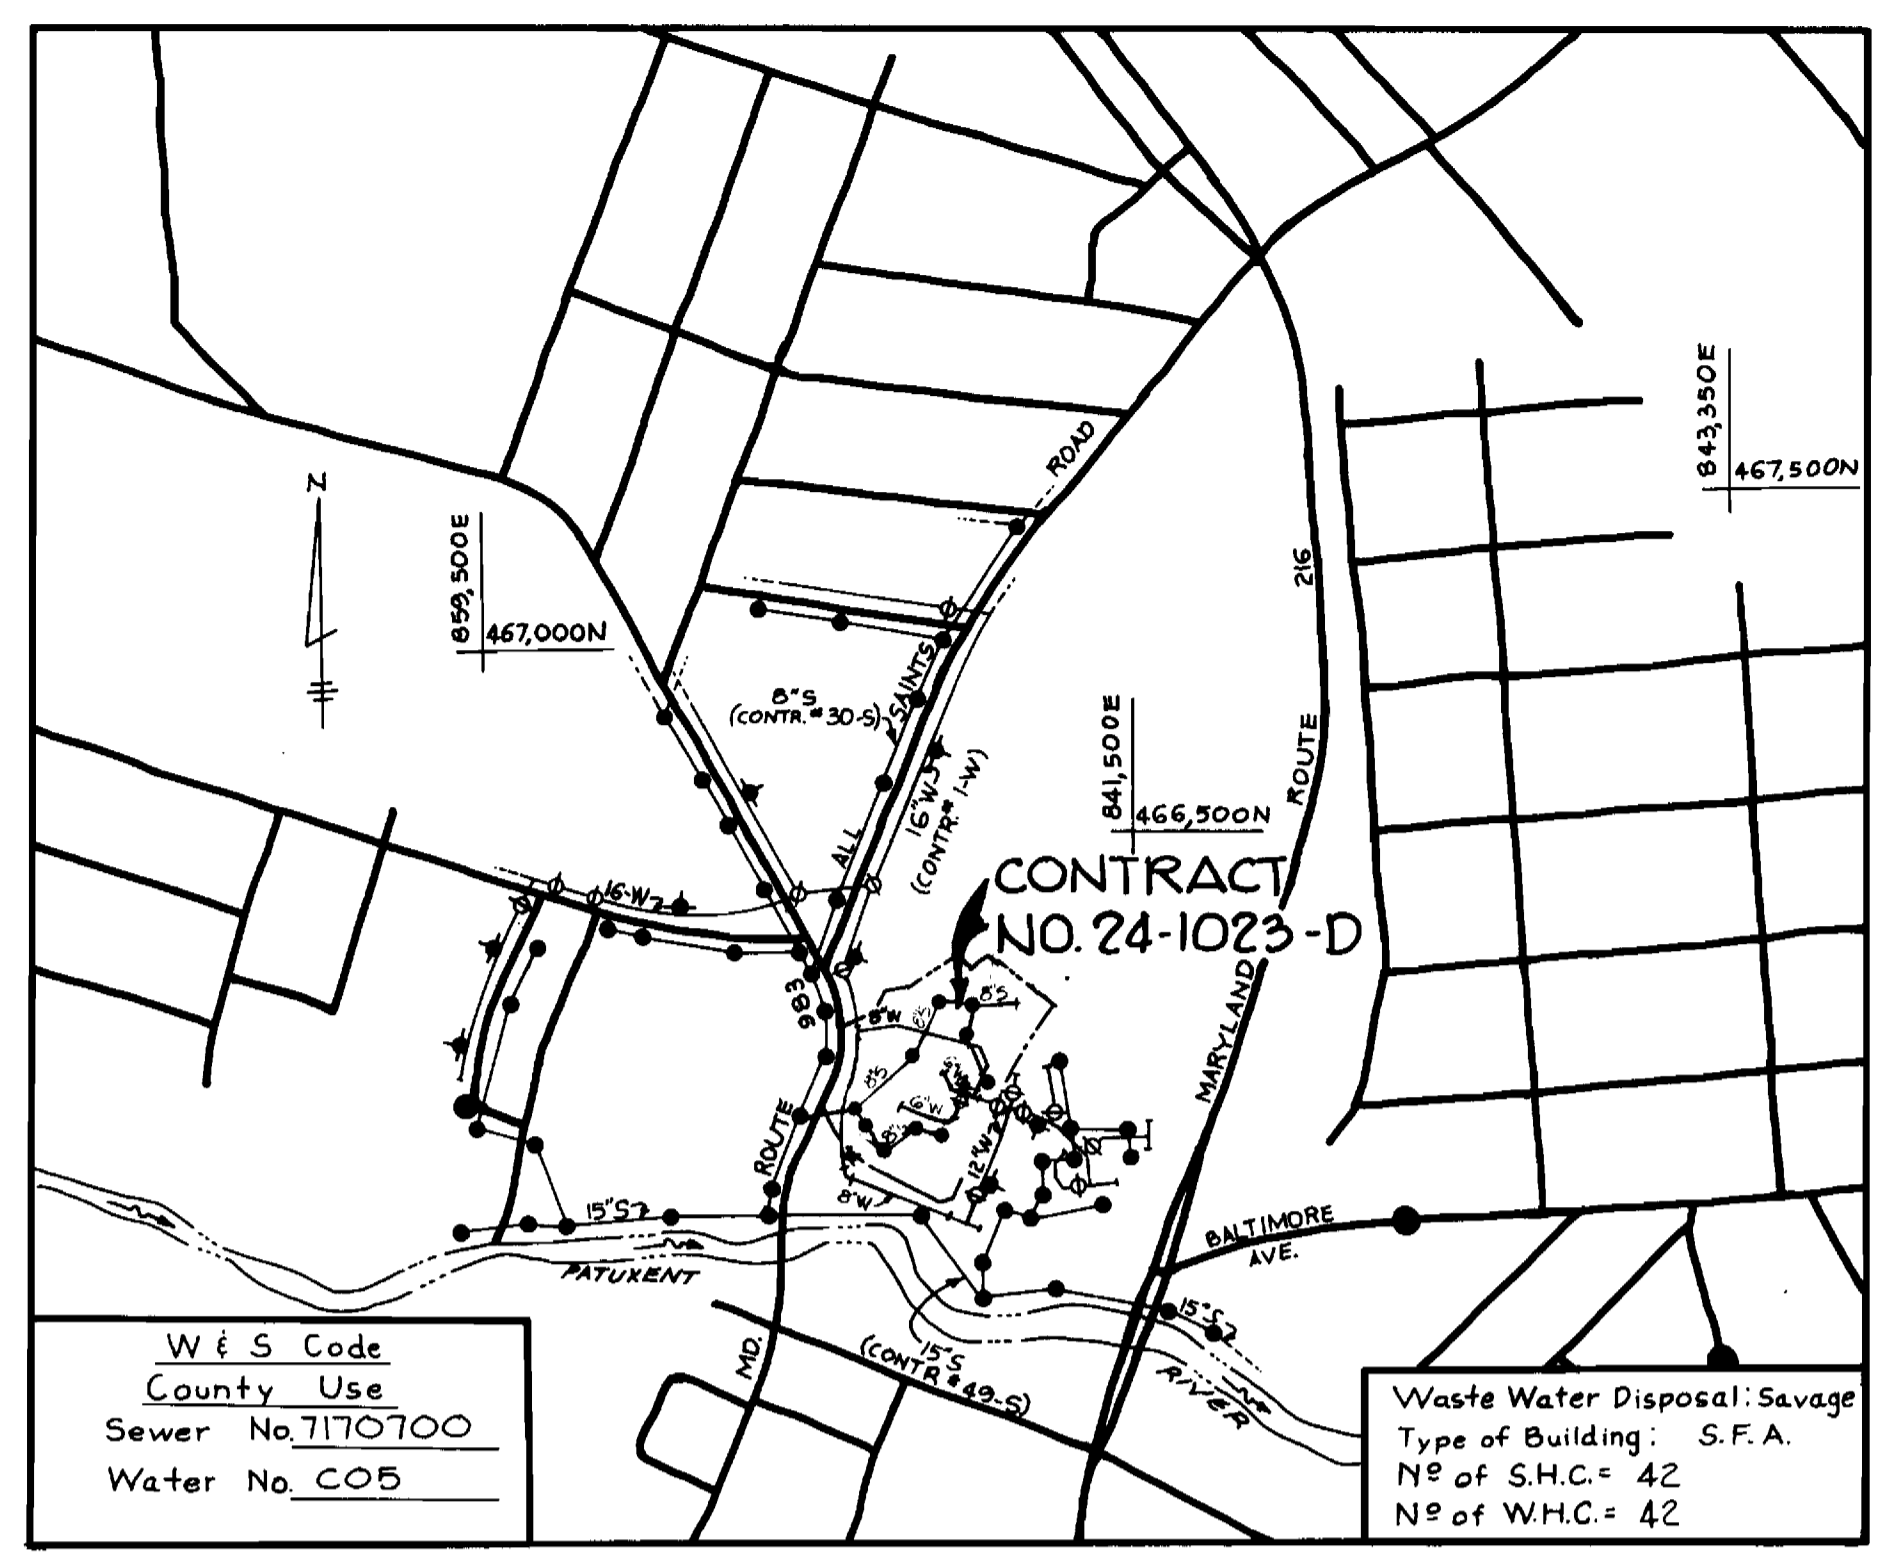 843,350E
467,500N
ROAD
N
859,500E
467,000N
216
8"S
(CONTR.#30-S)
SAINTS
16"W
(CONTR.# 1-W)
841,500E
466,500N
ROUTE
ALL
CONTRACT
NO. 24-1023-D
16-W
983
8"W
8"S
8"S
8"S
6"W
8"S
12"W
MARYLAND
ROUTE
8"W
15"S
PATUXENT
BALTIMORE
AVE.
15"S
MD.
15"S
(CONTR.#49-S)
RIVER
W & S Code
County Use
Sewer No. 7170700
Water No. C05
Waste Water Disposal: Savage
Type of Building: S.F.A.
Nº of S.H.C.= 42
Nº of W.H.C.= 42